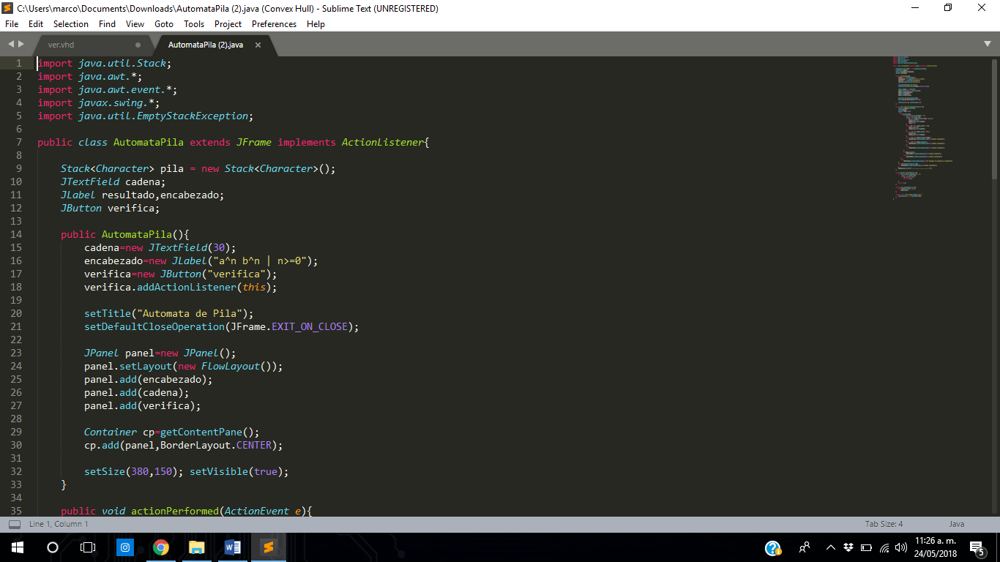 C:\Users\marco\Documents\Downloads\AutomataPila (2).java (Convex Hull) - Sublime Text (UNREGISTERED)
File Edit Selection Find View Goto Tools Project Preferences Help
ver.vhd AutomataPila (2).java
1 import java.util.Stack;
2 import java.awt.*;
3 import java.awt.event.*;
4 import javax.swing.*;
5 import java.util.EmptyStackException;
6
7 public class AutomataPila extends JFrame implements ActionListener{
8
9 Stack<Character> pila = new Stack<Character>();
10 JTextField cadena;
11 JLabel resultado,encabezado;
12 JButton verifica;
13
14 public AutomataPila(){
15 cadena=new JTextField(30);
16 encabezado=new JLabel("a^n b^n | n>=0");
17 verifica=new JButton("verifica");
18 verifica.addActionListener(this);
19
20 setTitle("Automata de Pila");
21 setDefaultCloseOperation(JFrame.EXIT_ON_CLOSE);
22
23 JPanel panel=new JPanel();
24 panel.setLayout(new FlowLayout());
25 panel.add(encabezado);
26 panel.add(cadena);
27 panel.add(verifica);
28
29 Container cp=getContentPane();
30 cp.add(panel,BorderLayout.CENTER);
31
32 setSize(380,150); setVisible(true);
33 }
34
35 public void actionPerformed(ActionEvent e){
Line 1, Column 1 Tab Size: 4 Java
11:26 a. m.
24/05/2018
5